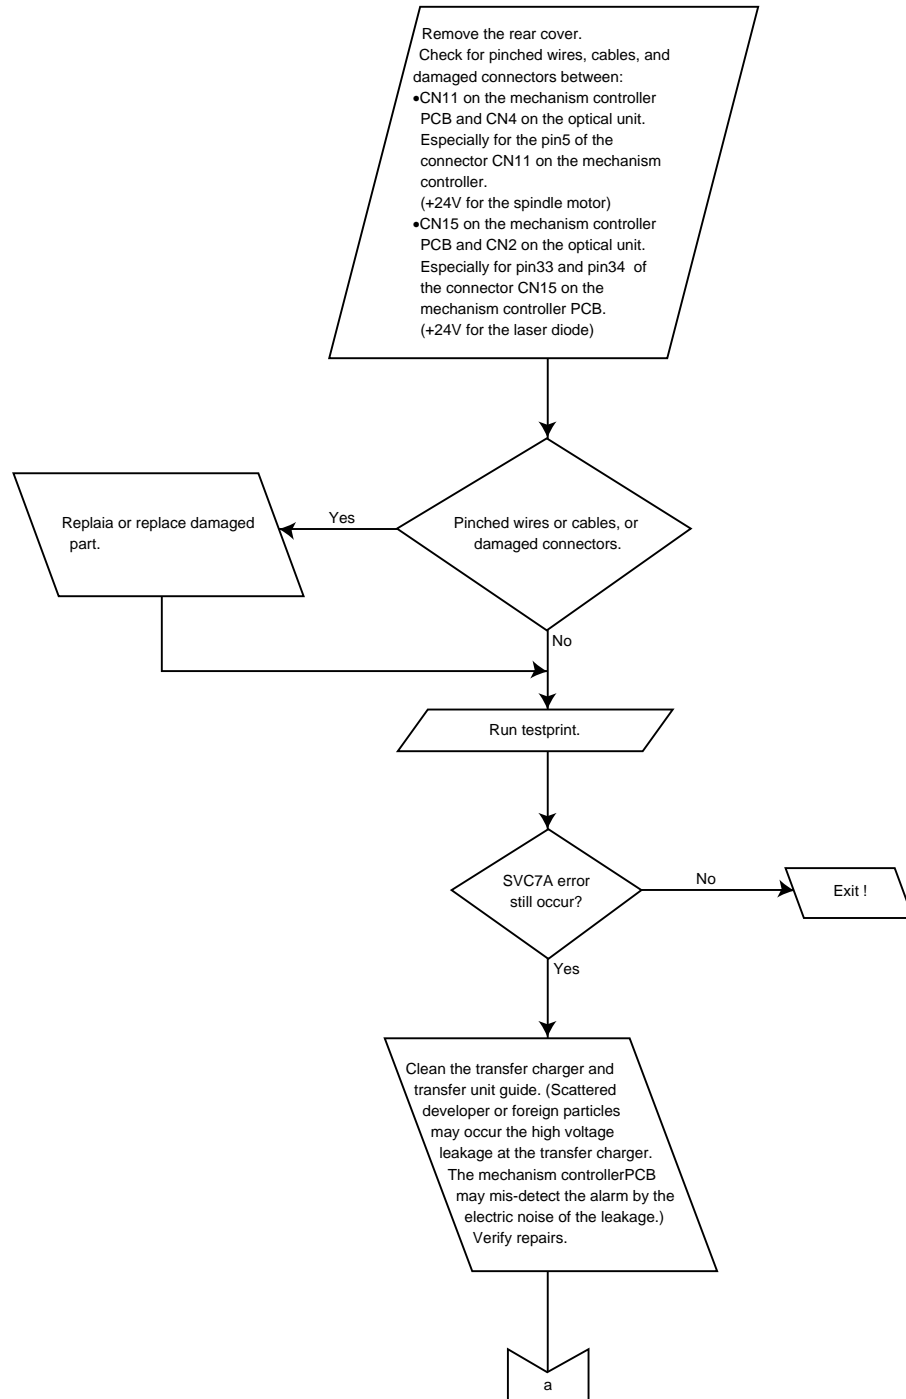 Remove the rear cover.
Check for pinched wires, cables, and
damaged connectors between:
•CN11 on the mechanism controller
PCB and CN4 on the optical unit.
Especially for the pin5 of the
connector CN11 on the mechanism
controller.
(+24V for the spindle motor)
•CN15 on the mechanism controller
PCB and CN2 on the optical unit.
Especially for pin33 and pin34 of
the connector CN15 on the
mechanism controller PCB.
(+24V for the laser diode)
Pinched wires or cables, or
damaged connectors.
Yes
Replaia or replace damaged
part.
No
Run testprint.
SVC7A error
still occur?
No
Exit !
Yes
Clean the transfer charger and
transfer unit guide. (Scattered
developer or foreign particles
may occur the high voltage
leakage at the transfer charger.
The mechanism controllerPCB
may mis-detect the alarm by the
electric noise of the leakage.)
Verify repairs.
a